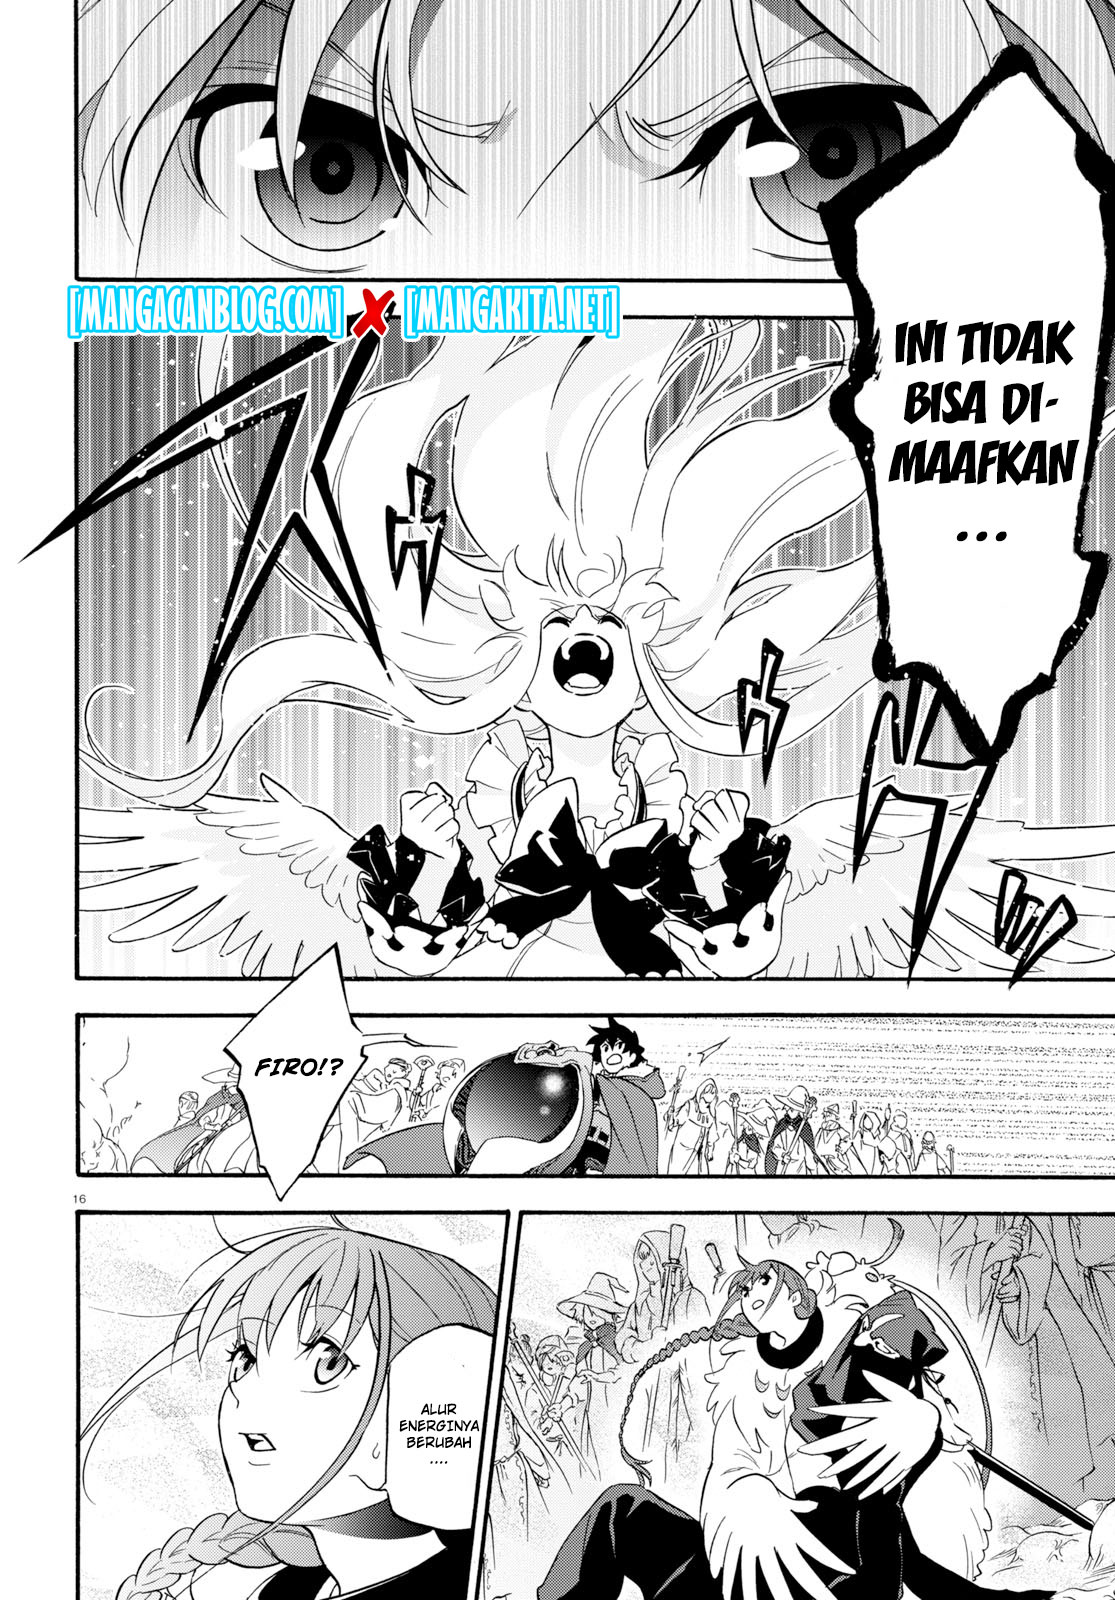 [MANGACANBLOG.COM] X [MANGAKITA.NET]
INI TIDAK
BISA DI-
MAAFKAN
...
FIRO!?
16
ALUR
ENERGINYA
BERUBAH
....